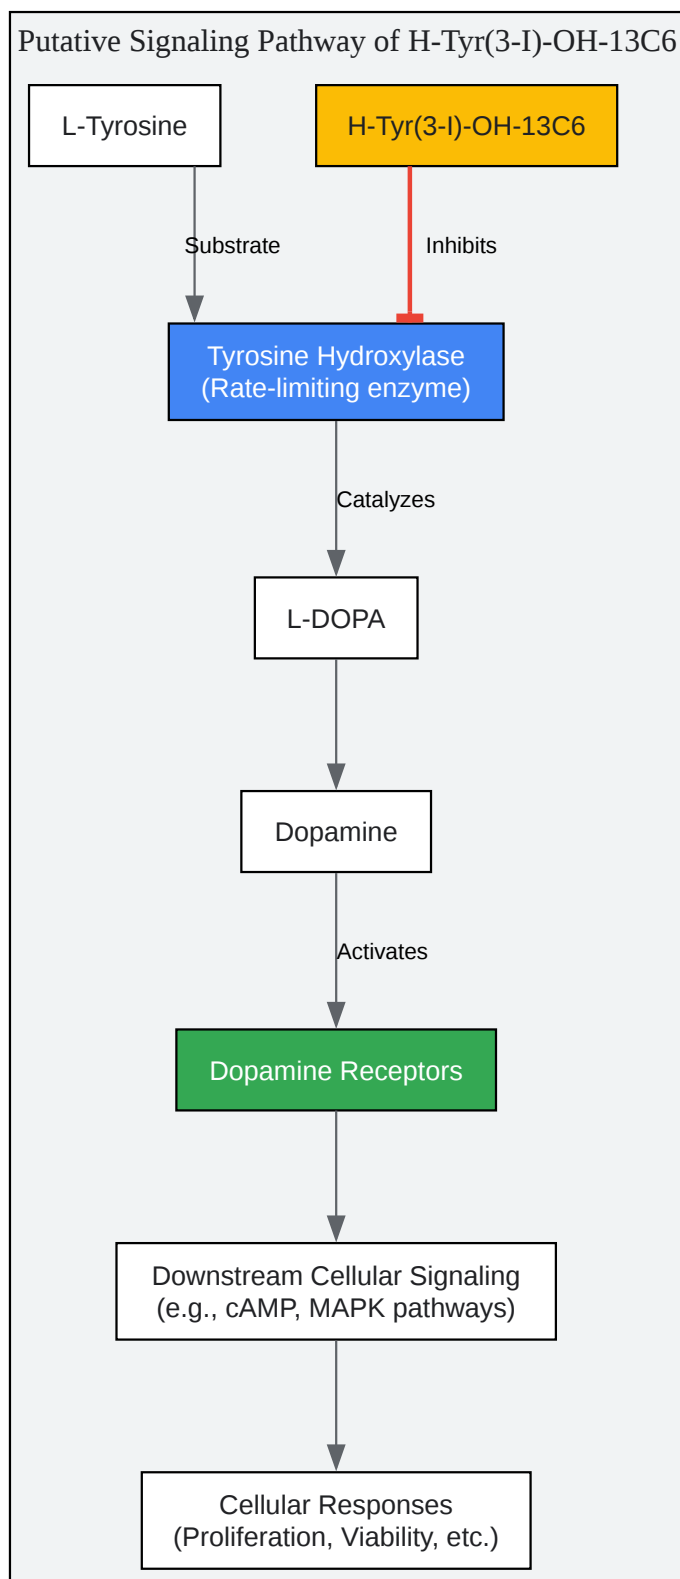 Putative Signaling Pathway of H-Tyr(3-I)-OH-13C6
L-Tyrosine
H-Tyr(3-I)-OH-13C6
Substrate
Inhibits
Tyrosine Hydroxylase
(Rate-limiting enzyme)
Catalyzes
L-DOPA
Dopamine
Activates
Dopamine Receptors
Downstream Cellular Signaling
(e.g., cAMP, MAPK pathways)
Cellular Responses
(Proliferation, Viability, etc.)